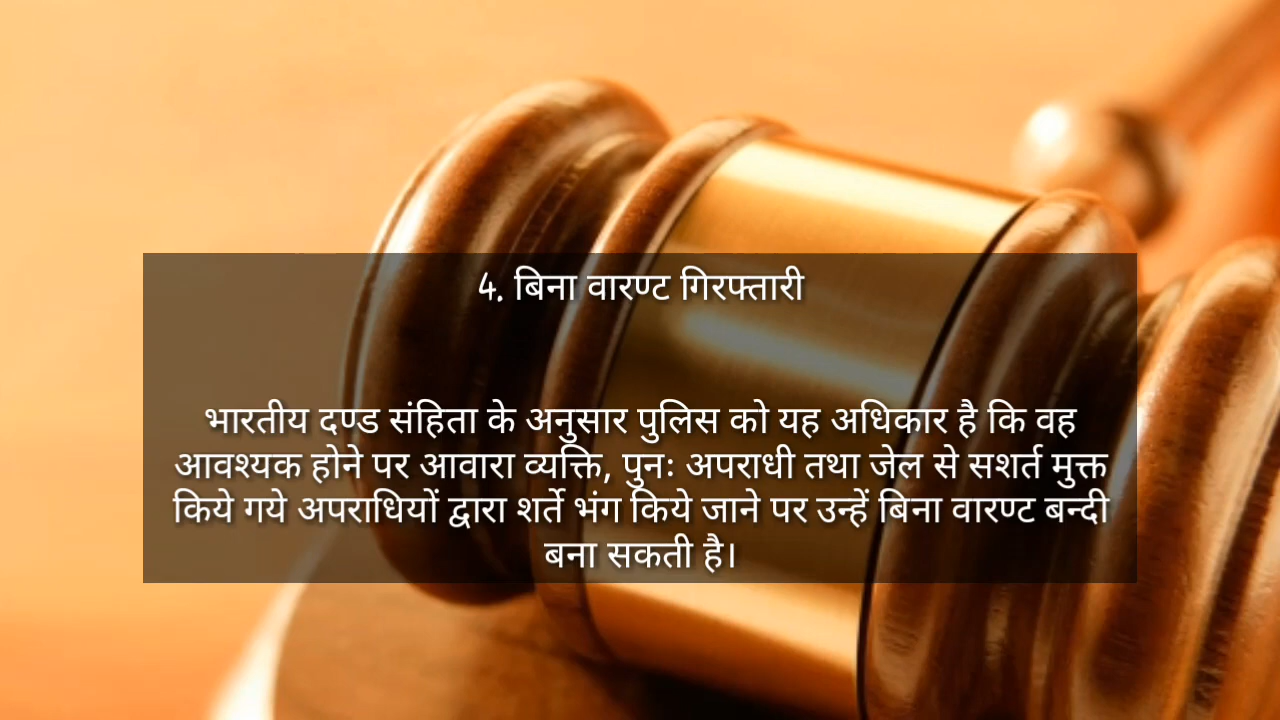 4. बिना वारण्ट गिरफ्तारी
भारतीय दण्ड संहिता के अनुसार पुलिस को यह अधिकार है कि वह
आवश्यक होने पर आवारा व्यक्ति, पुनः अपराधी तथा जेल से सशर्त मुक्त
किये गये अपराधियों द्वारा शर्ते भंग किये जाने पर उन्हें बिना वारण्ट बन्दी
बना सकती है।